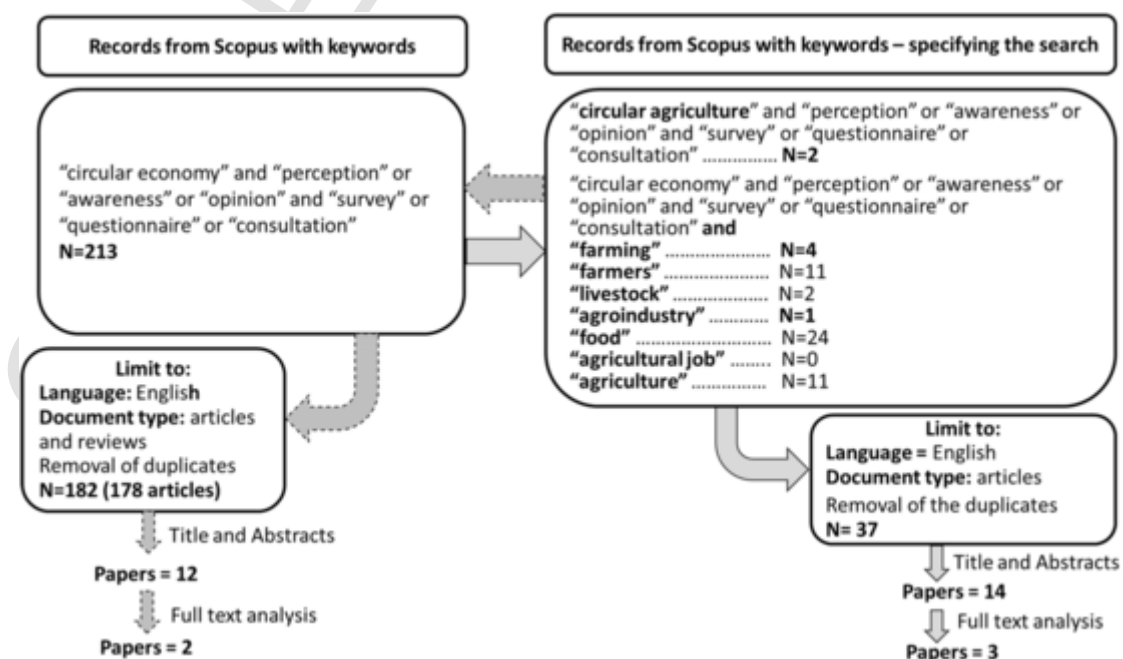 Records from Scopus with keywords
“circular economy” and “perception” or
“awareness” or “opinion” and “survey” or
“questionnaire” or “consultation”
N=213
Limit to:
Language: English
Document type: articles
and reviews
Removal of duplicates
N=182 (178 articles)
Title and Abstracts
Papers = 12
Full text analysis
Papers = 2
Records from Scopus with keywords – specifying the search
“circular agriculture” and “perception” or “awareness” or
“opinion” and “survey” or “questionnaire” or
“consultation” ................ N=2
“circular economy” and “perception” or “awareness” or
“opinion” and “survey” or “questionnaire” or
“consultation” and
“farming” ........................ N=4
“farmers” ........................ N=11
“livestock” ...................... N=2
“agroindustry” .............. N=1
“food” ............................. N=24
“agricultural job” ........ N=0
“agriculture” ................. N=11
Limit to:
Language = English
Document type: articles
Removal of the duplicates
N= 37
Title and Abstracts
Papers = 14
Full text analysis
Papers = 3